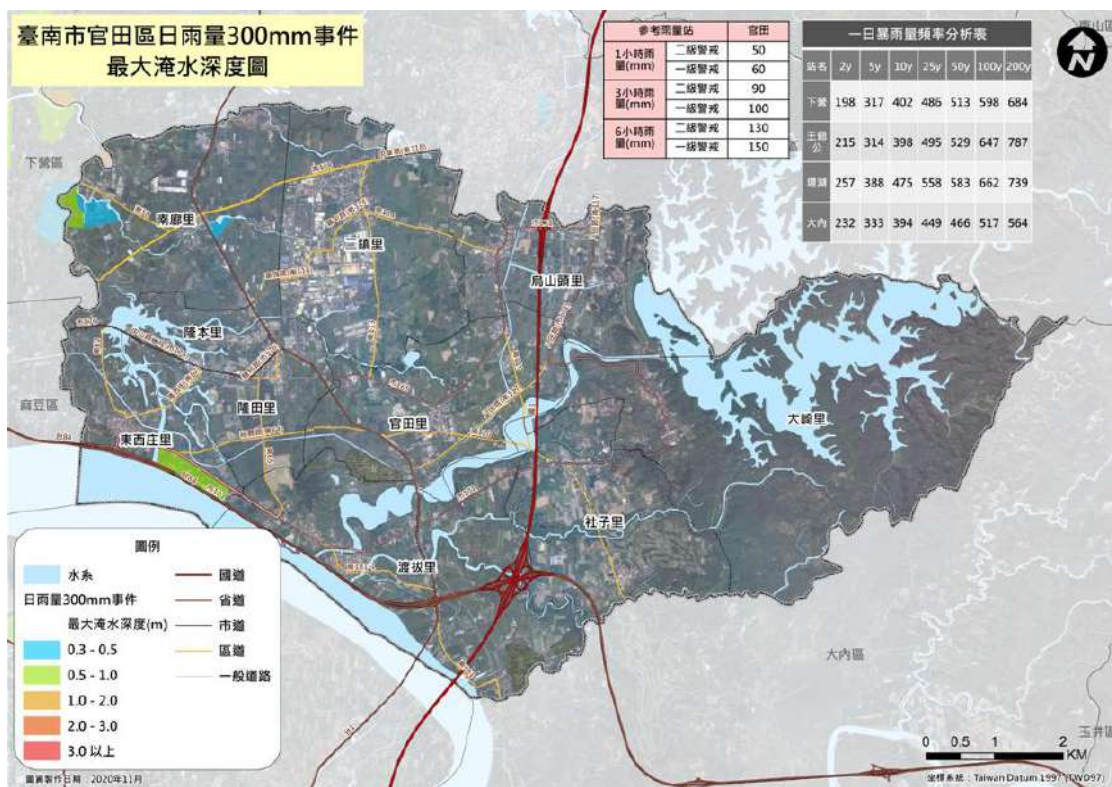 臺南市官田區日雨量300mm事件
最大淹水深度圖
參考雨量站 官田
1小時雨量(mm) 二級警戒 50
一級警戒 60
3小時雨量(mm) 二級警戒 90
一級警戒 100
6小時雨量(mm) 二級警戒 130
一級警戒 150
一日暴雨量頻率分析表
站名 2y 5y 10y 25y 50y 100y 200y
下營 198 317 402 486 513 598 684
王爺公 215 314 398 495 529 647 787
環湖 257 388 475 558 583 662 739
大內 232 333 394 449 466 517 564
N
下營區
南廍里
二鎮里
烏山頭里
隆本里
麻豆區
隆田里
官田里
大崎里
東西庄里
台84
社子里
渡拔里
大內區
玉井區
圖例
水系
日雨量300mm事件
最大淹水深度(m)
0.3 - 0.5
0.5 - 1.0
1.0 - 2.0
2.0 - 3.0
3.0 以上
國道
省道
市道
區道
一般道路
圖資製作日期：2020年11月
0 0.5 1 2
KM
坐標系統：Taiwan Datum 1997 (TWD97)